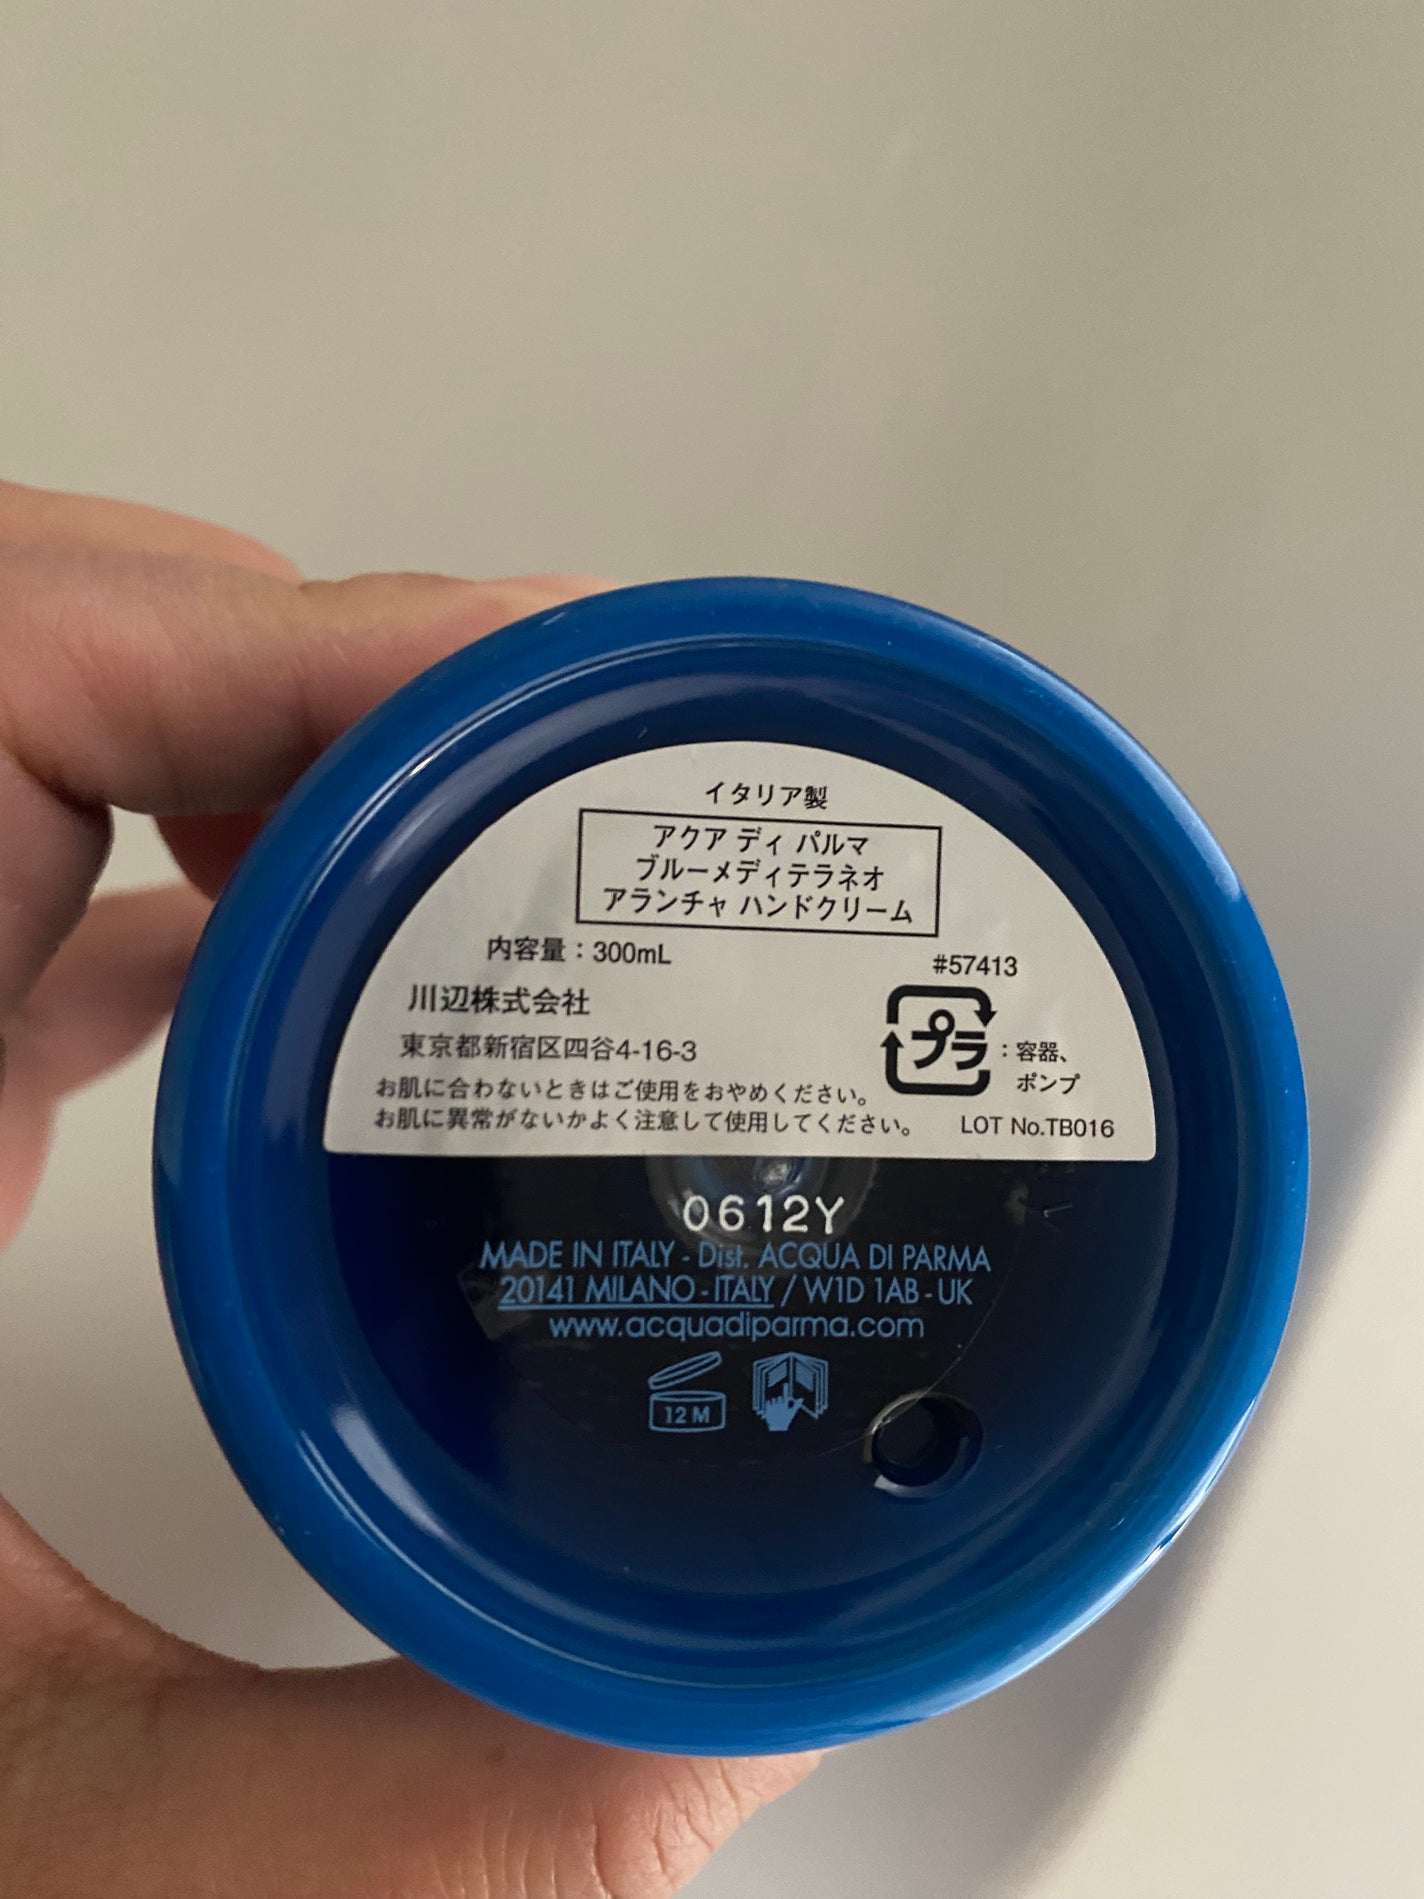 イタリア製
アクア ディ パルマ
ブルーメディテラネオ
アランチャ ハンドクリーム
内容量：300mL
#57413
川辺株式会社
東京都新宿区四谷4-16-3
プラ
：容器、
ポンプ
お肌に合わないときはご使用をおやめください。
お肌に異常がないかよく注意して使用してください。
LOT No.TB016
0612Y
MADE IN ITALY - Dist. ACQUA DI PARMA
20141 MILANO - ITALY / W1D 1AB - UK
www.acquadiparma.com
12 M